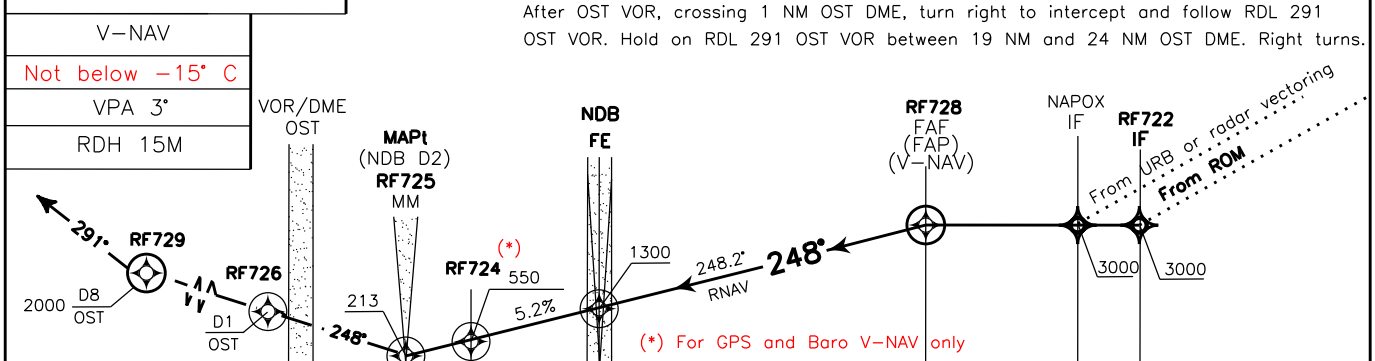 After OST VOR, crossing 1 NM OST DME, turn right to intercept and follow RDL 291
OST VOR. Hold on RDL 291 OST VOR between 19 NM and 24 NM OST DME. Right turns.
V-NAV
Not below -15° C
VPA 3°
RDH 15M
VOR/DME
OST
MAPt
(NDB D2)
RF725
MM
NDB
FE
RF728
FAF
(FAP)
(V-NAV)
NAPOX
IF
RF722
IF
From URB or radar vectoring
From ROM
291°
RF729
2000
D8
OST
RF726
D1
OST
248°
213
RF724
(*)
550
5.2%
1300
248.2°
RNAV
248°
3000
3000
(*) For GPS and Baro V-NAV only